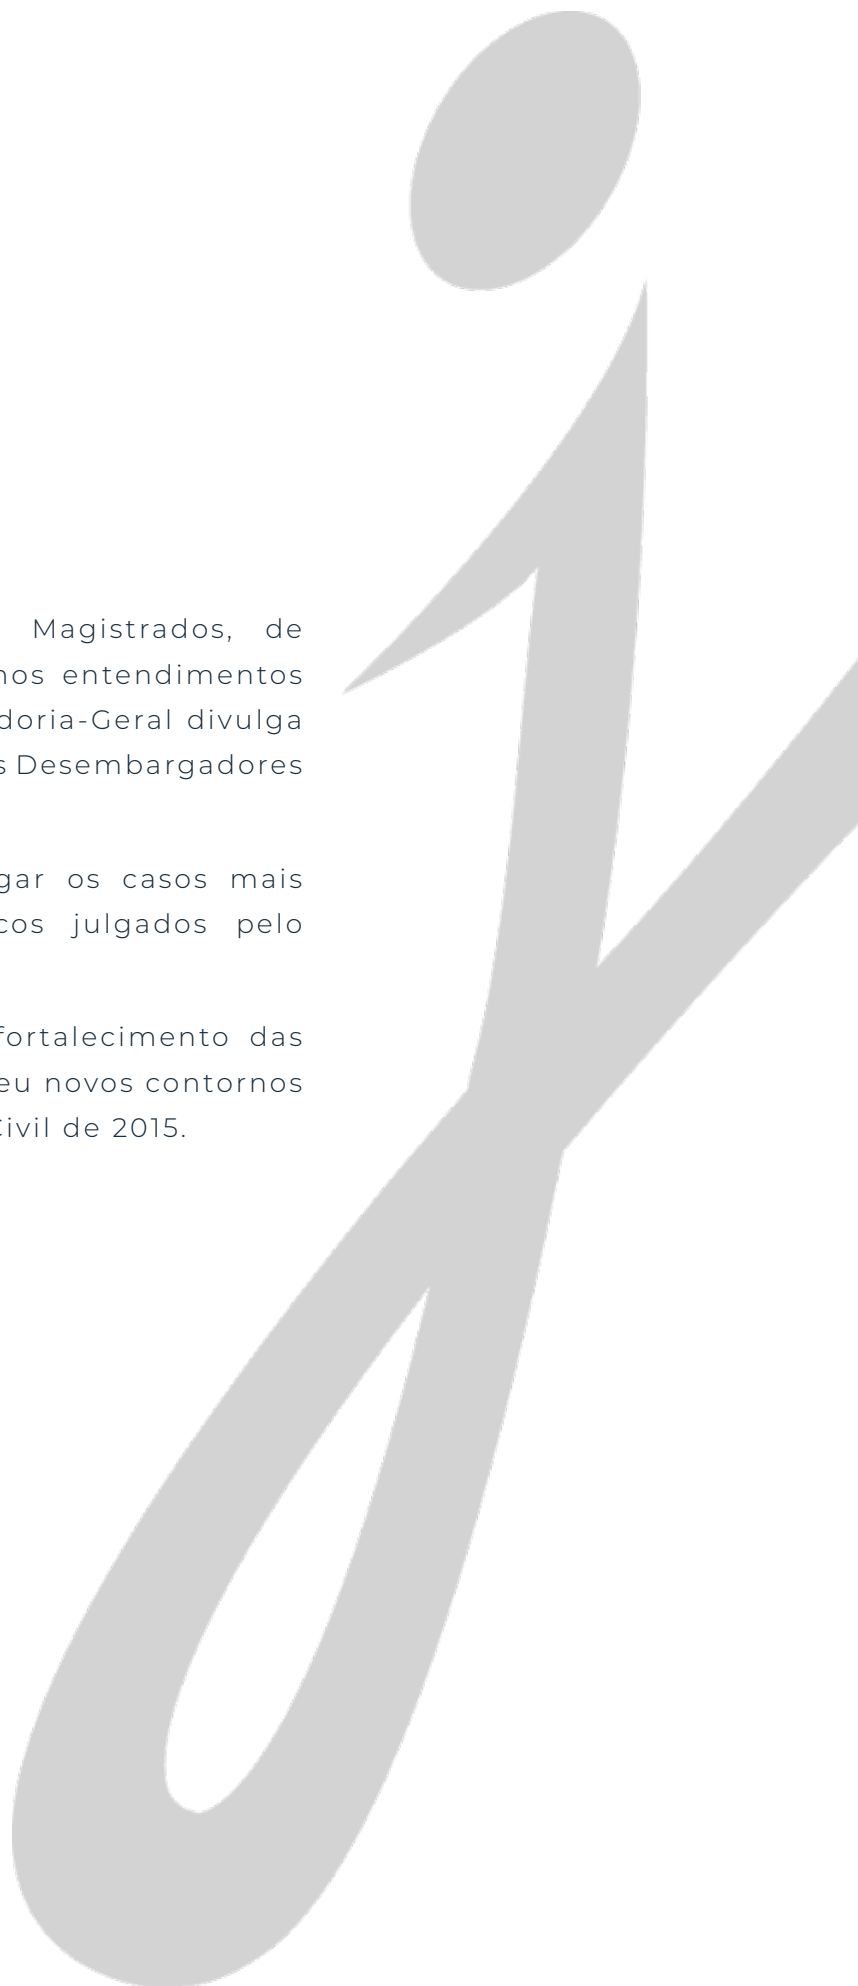 Magistrados, de
nos entendimentos
doria-Geral divulga
s Desembargadores
gar os casos mais
cos julgados pelo
fortalecimento das
eu novos contornos
Civil de 2015.